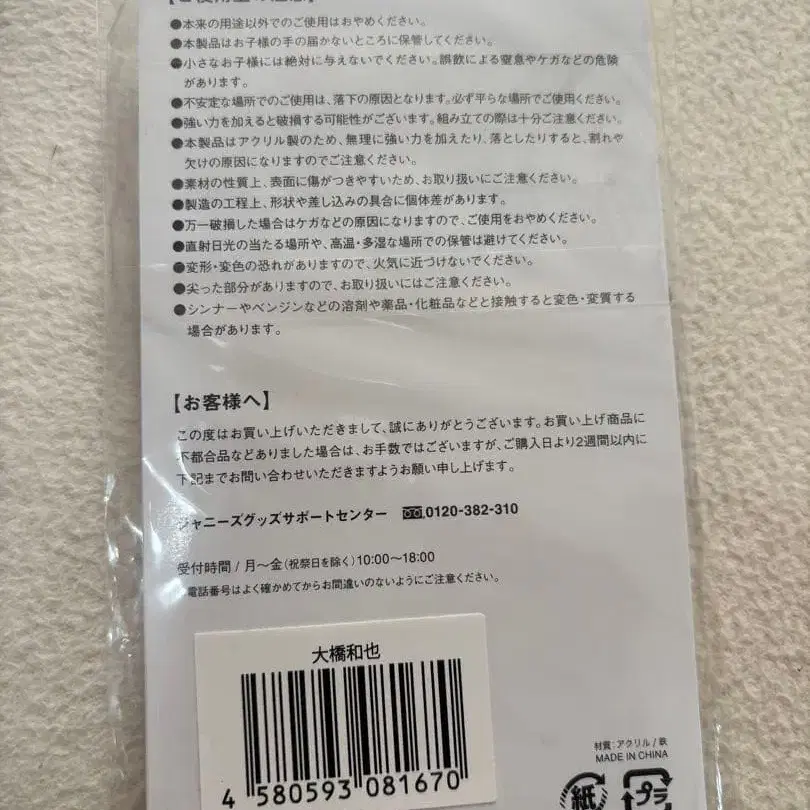 ●本来の用途以外でのご使用はおやめください。
●本製品はお子様の手の届かないところに保管してください。
●小さなお子様には絶対に与えないでください。誤飲による窒息やケガなどの危険
があります。
●不安定な場所でのご使用は、落下の原因となります。必ず平らな場所でご使用ください。
●強い力を加えると破損する可能性がございます。組み立ての際は十分ご注意ください。
●本製品はアクリル製のため、無理に強い力を加えたり、落としたりすると、割れや
欠けの原因になりますのでご注意ください。
●素材の性質上、表面に傷がつきやすいため、お取り扱いにご注意ください。
●製造の工程上、形状や差し込みの具合に個体差があります。
●万一破損した場合はケガなどの原因になりますので、ご使用をおやめください。
●直射日光の当たる場所や、高温・多湿な場所での保管は避けてください。
●変形・変色の恐れがありますので、火気に近づけないでください。
●尖った部分がありますので、お取り扱いにはご注意ください。
●シンナーやベンジンなどの溶剤や薬品・化粧品などと接触すると変色・変質する
場合があります。
【お客様へ】
この度はお買い上げいただきまして、誠にありがとうございます。お買い上げ商品に
不都合品などありました場合は、お手数ではございますが、ご購入日より2週間以内に
下記までお問い合わせいただきますようお願い申し上げます。
ジャニーズグッズサポートセンター 0120-382-310
受付時間 / 月～金(祝祭日を除く)10:00～18:00
電話番号はよく確かめてからお間違いのないようにご注意ください。
大橋和也
4 580593 081670
材質:アクリル / 鉄
MADE IN CHINA
紙 プラ